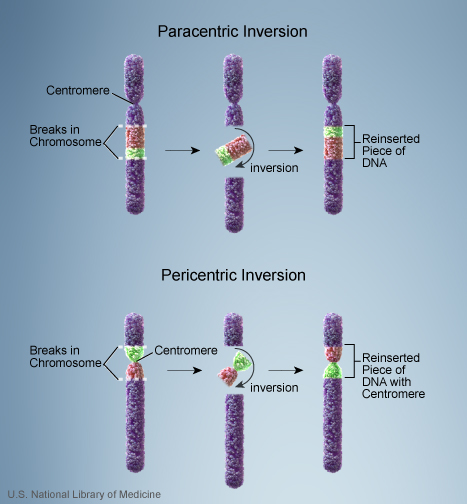 Paracentric Inversion
Centromere
Breaks in
Chromosome
inversion
Reinserted
Piece of
DNA
Pericentric Inversion
Breaks in
Chromosome
Centromere
inversion
Reinserted
Piece of
DNA with
Centromere
U.S. National Library of Medicine